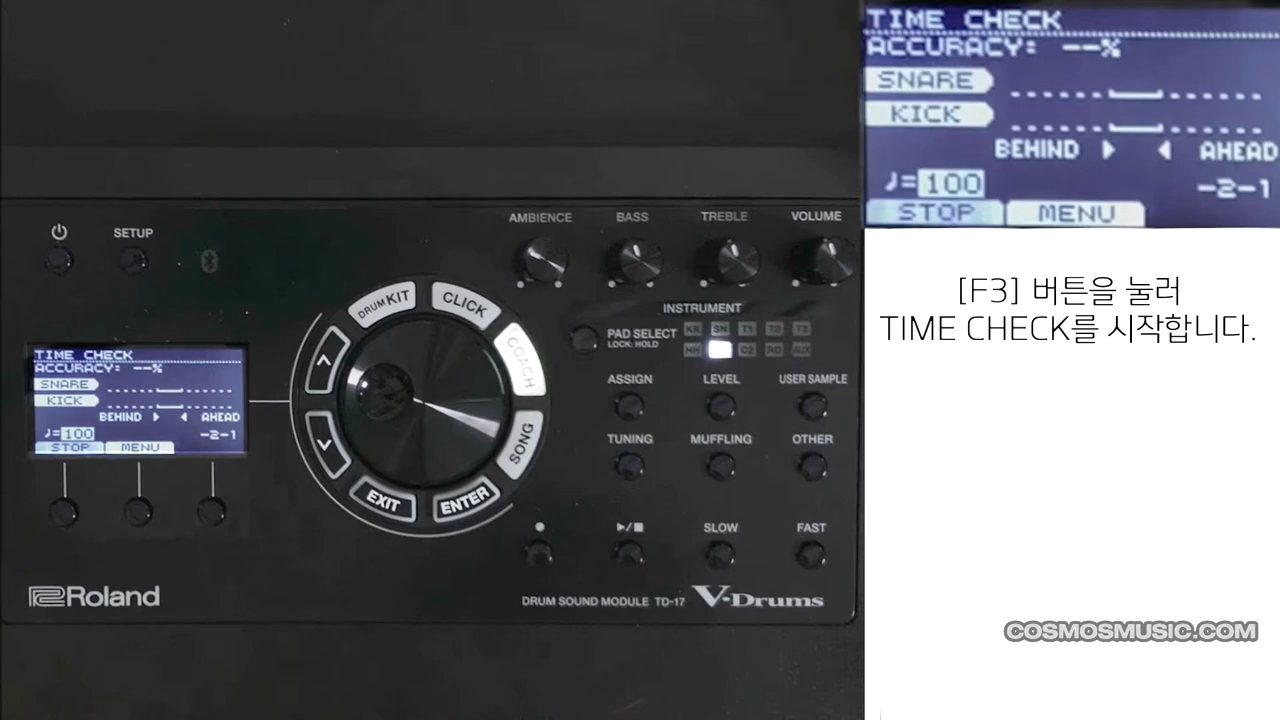 TIME CHECK
ACCURACY: --%
SNARE
KICK
BEHIND AHEAD
♩=100 -2-1
STOP MENU
[F3] 버튼을 눌러
TIME CHECK를 시작합니다.
COSMOSMUSIC.COM
SETUP
AMBIENCE BASS TREBLE VOLUME
INSTRUMENT
PAD SELECT
LOCK: HOLD
KK SN T1 T2 T3
HH C2 RD AUX
ASSIGN LEVEL USER SAMPLE
TUNING MUFFLING OTHER
SLOW FAST
DRUM KIT
CLICK
COACH
SONG
ENTER
EXIT
TIME CHECK
ACCURACY: --%
SNARE
KICK
BEHIND AHEAD
♩=100 -2-1
STOP MENU
Roland
DRUM SOUND MODULE TD-17 V-Drums